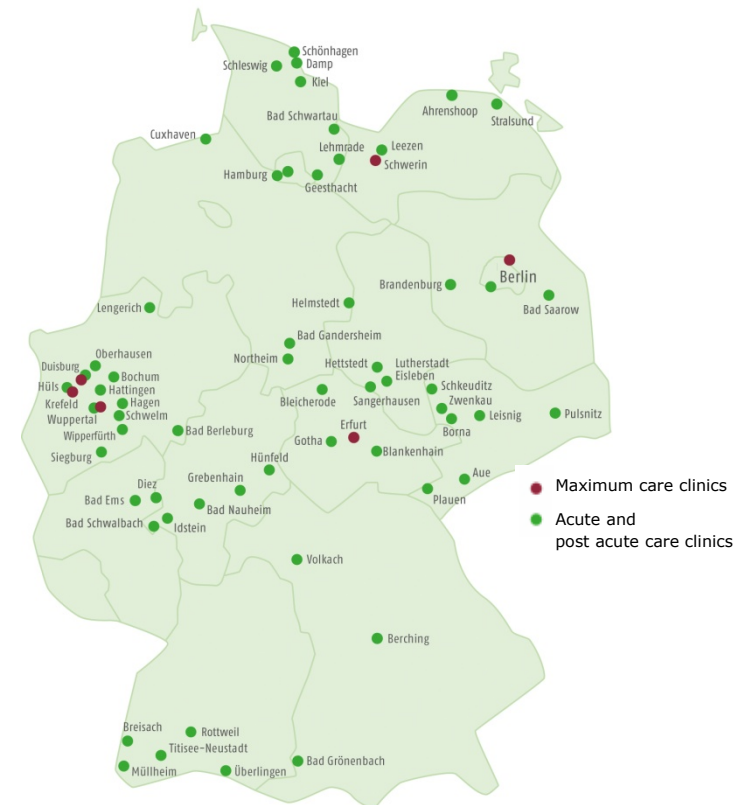 Schönhagen
Schleswig
Damp
Kiel
Ahrenshoop
Stralsund
Bad Schwartau
Cuxhaven
Lehmrade
Leezen
Schwerin
Hamburg
Geesthacht
Berlin
Brandenburg
Bad Saarow
Helmstedt
Lengerich
Bad Gandersheim
Northeim
Oberhausen
Duisburg
Bochum
Hüls
Hattingen
Krefeld
Hagen
Wuppertal
Schwelm
Wipperfürth
Siegburg
Bad Berleburg
Hettstedt
Lutherstadt
Eisleben
Schkeuditz
Bleicherode
Sangerhausen
Zwenkau
Leisnig
Pulsnitz
Borna
Erfurt
Gotha
Blankenhain
Hünfeld
Aue
Plauen
Grebenhain
Diez
Bad Ems
Bad Nauheim
Bad Schwalbach
Idstein
Maximum care clinics
Acute and
post acute care clinics
Volkach
Berching
Breisach
Rottweil
Titisee-Neustadt
Müllheim
Überlingen
Bad Grönenbach